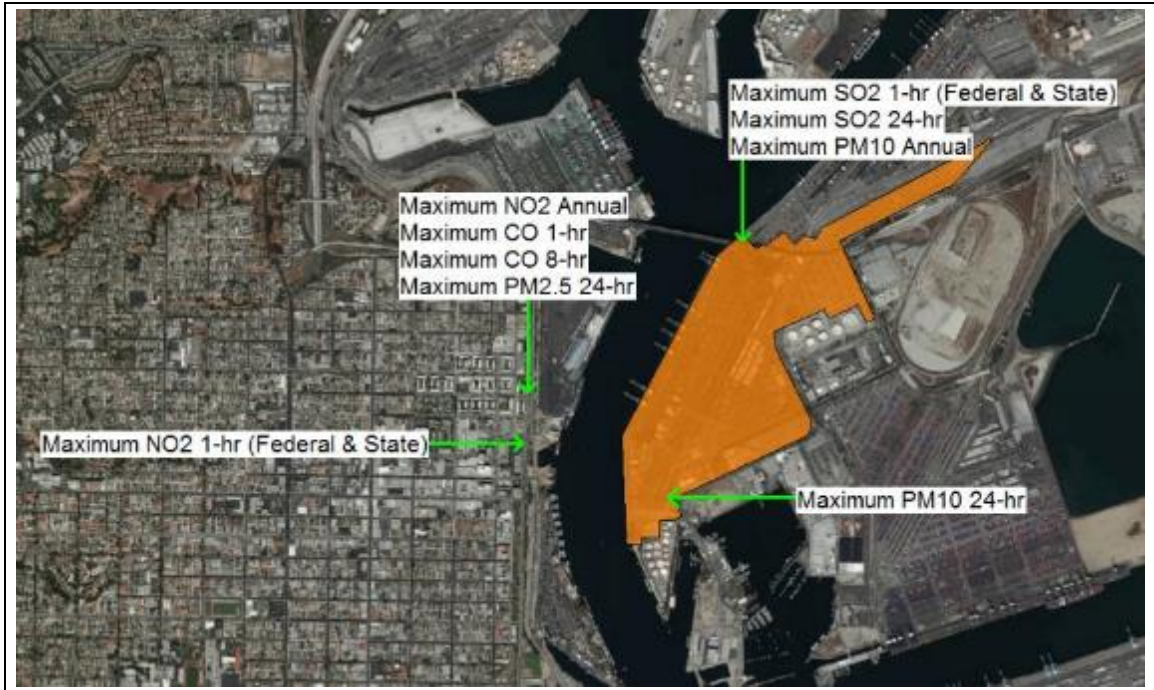 Maximum SO2 1-hr (Federal & State)
Maximum SO2 24-hr
Maximum PM10 Annual
Maximum NO2 Annual
Maximum CO 1-hr
Maximum CO 8-hr
Maximum PM2.5 24-hr
Maximum NO2 1-hr (Federal & State)
Maximum PM10 24-hr